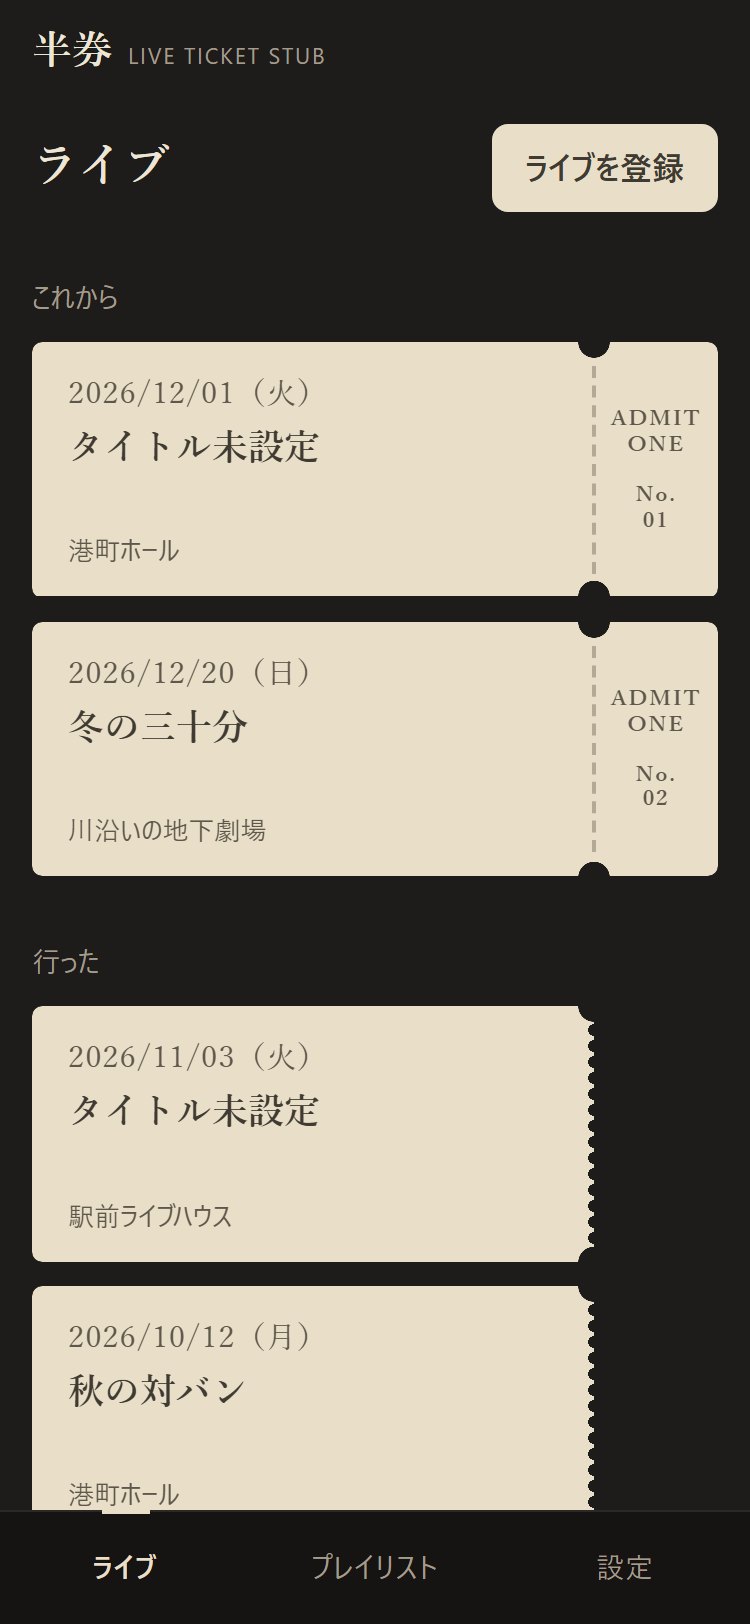 半券 LIVE TICKET STUB
ライブ
ライブを登録
これから
2026/12/01（火）
タイトル未設定
港町ホール
ADMIT
ONE
No.
01
2026/12/20（日）
冬の三十分
川沿いの地下劇場
ADMIT
ONE
No.
02
行った
2026/11/03（火）
タイトル未設定
駅前ライブハウス
2026/10/12（月）
秋の対バン
港町ホール
ライブ
プレイリスト
設定